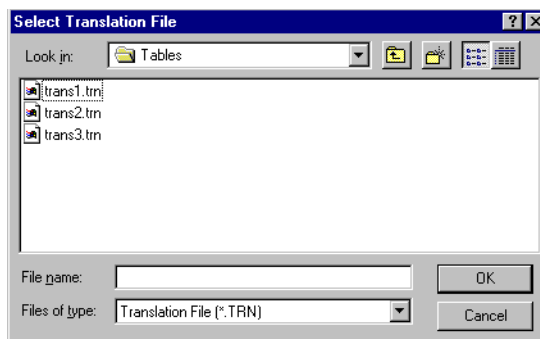 Select Translation File
Look in: Tables
trans1.trn
trans2.trn
trans3.trn
File name: OK
Files of type: Translation File (*.TRN) Cancel